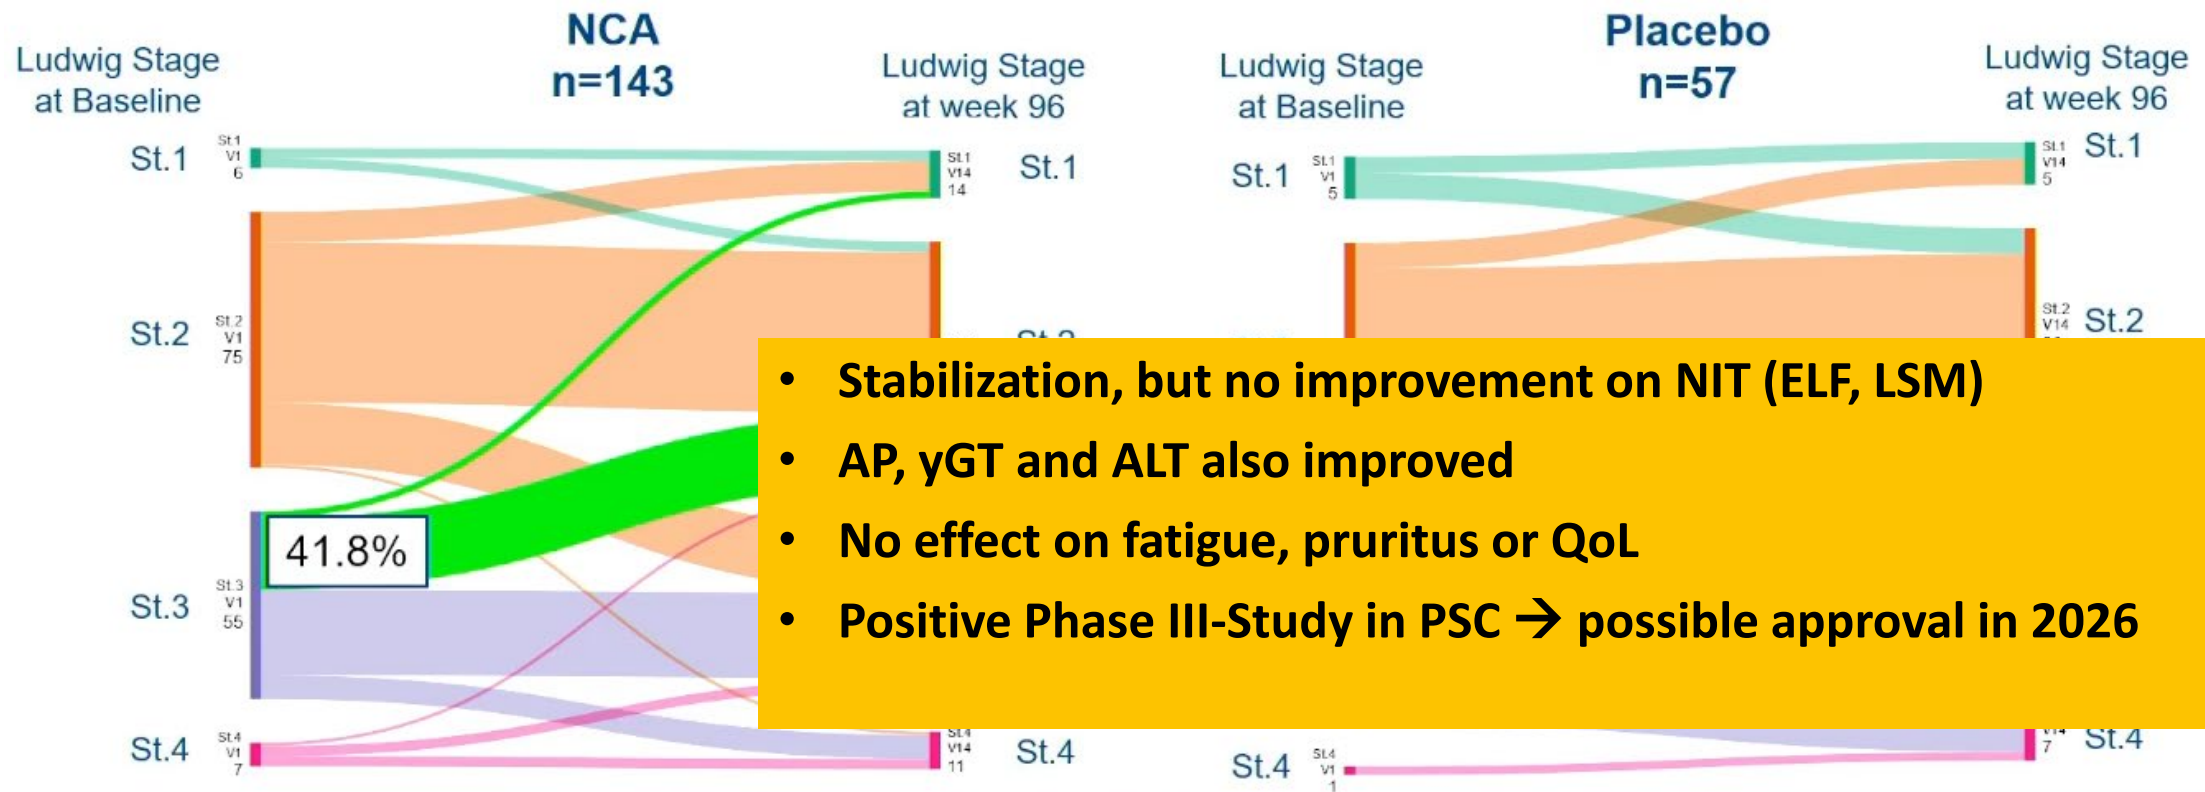 NCA
n=143
Ludwig Stage
at Baseline
Ludwig Stage
at week 96
St.1
St.1
V1
6
St.1
V14
14
St.1
St.2
St.2
V1
75
St.3
St.3
V1
55
41.8%
St.4
St.4
V1
7
St.4
V14
11
St.4
Placebo
n=57
Ludwig Stage
at Baseline
Ludwig Stage
at week 96
St.1
St.1
V1
5
St.1
V14
5
St.1
St.2
V14
St.2
St.4
St.4
V1
1
V14
7
St.4
• Stabilization, but no improvement on NIT (ELF, LSM)
• AP, yGT and ALT also improved
• No effect on fatigue, pruritus or QoL
• Positive Phase III-Study in PSC → possible approval in 2026